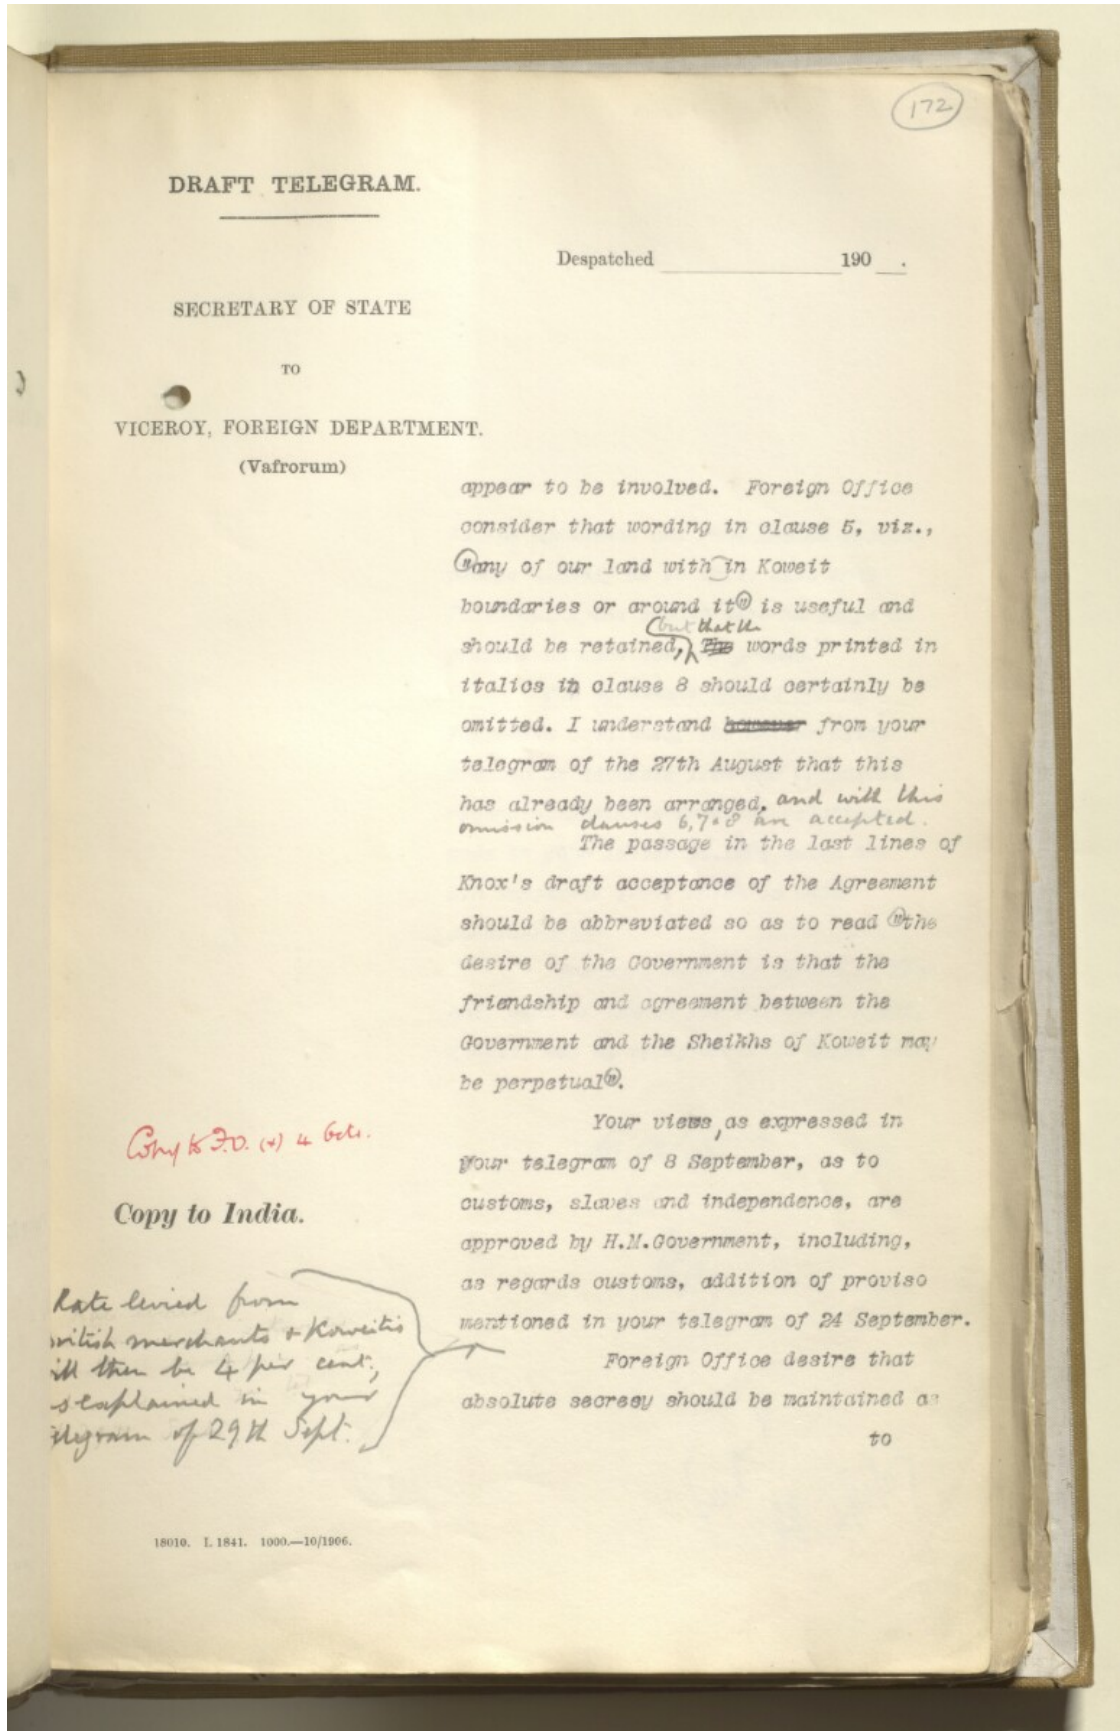 172
DRAFT TELEGRAM.
Despatched 190 .
SECRETARY OF STATE
TO
VICEROY, FOREIGN DEPARTMENT.
(Vafrorum)
appear to be involved. Foreign Office
consider that wording in clause 5, viz.,
"any of our land with in Koweit
boundaries or around it" is useful and
but that the
should be retained, The words printed in
italics in clause 8 should certainly be
omitted. I understand however from your
telegram of the 27th August that this
has already been arranged, and with this
omission clauses 6, 7 & 8 are accepted.
The passage in the last lines of
Knox's draft acceptance of the Agreement
should be abbreviated so as to read "the
desire of the Government is that the
friendship and agreement between the
Government and the Sheikhs of Koweit may
be perpetual".
Your views, as expressed in
your telegram of 8 September, as to
customs, slaves and independence, are
approved by H.M.Government, including,
as regards customs, addition of proviso
mentioned in your telegram of 24 September.
Foreign Office desire that
absolute secresy should be maintained as
to
Copy to F.O. (+) 4 Octr.
Copy to India.
Rate levied from
British merchants & Koweitis
will then be 4 per cent,
as explained in your
telegram of 29th Sept.
18010. I. 1841. 1000.—10/1906.